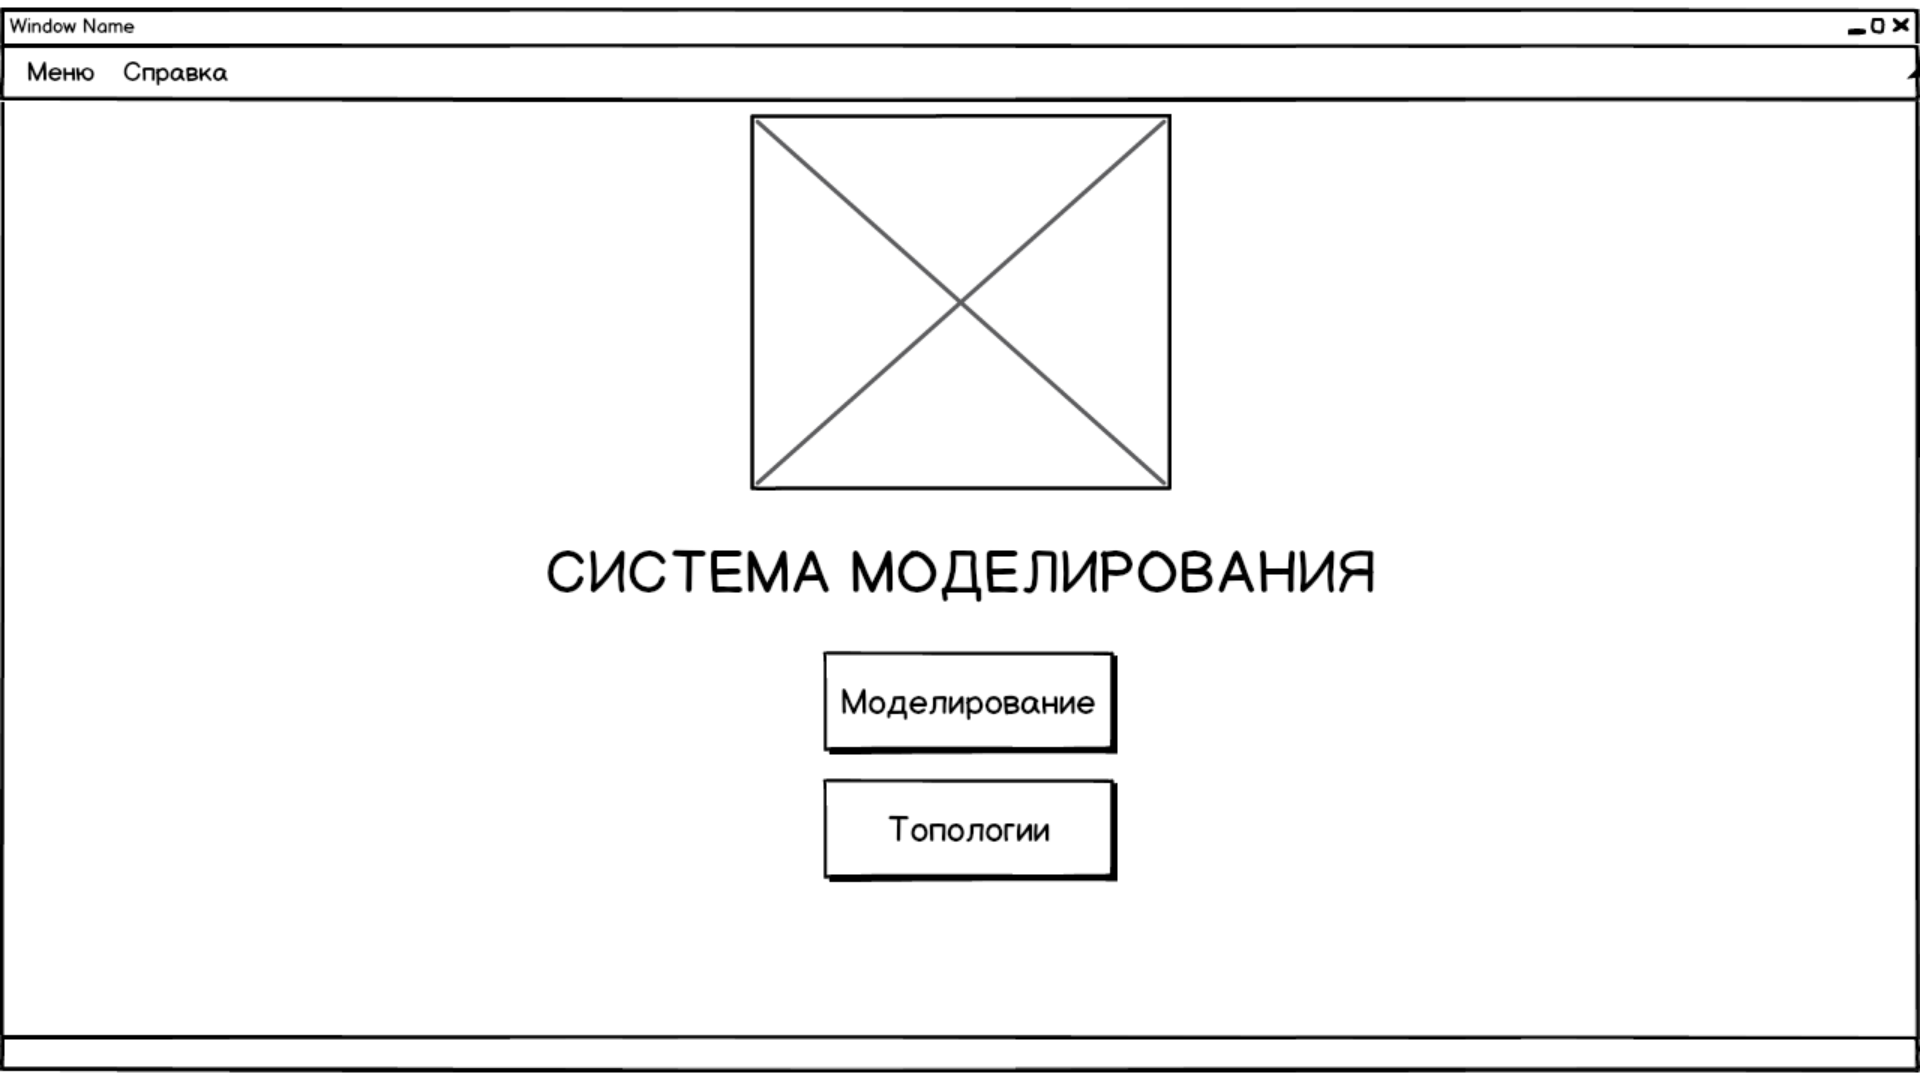 Window Name
Меню Справка
СИСТЕМА МОДЕЛИРОВАНИЯ
Моделирование
Топологии